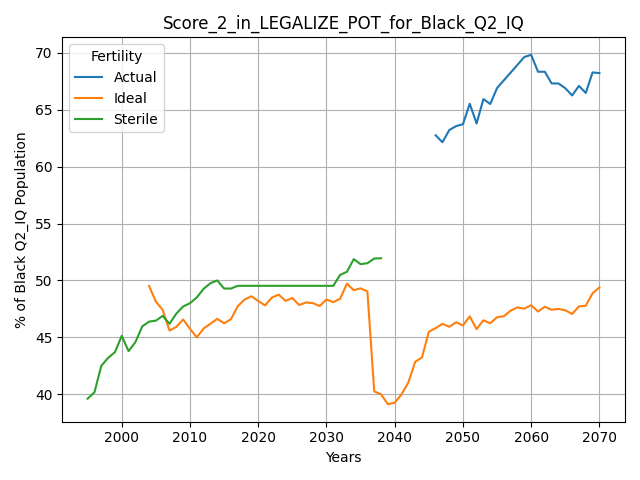 Score_2_in_LEGALIZE_POT_for_Black_Q2_IQ
Fertility
Actual
Ideal
Sterile
% of Black Q2_IQ Population
70
65
60
55
50
45
40
2000 2010 2020 2030 2040 2050 2060 2070
Years